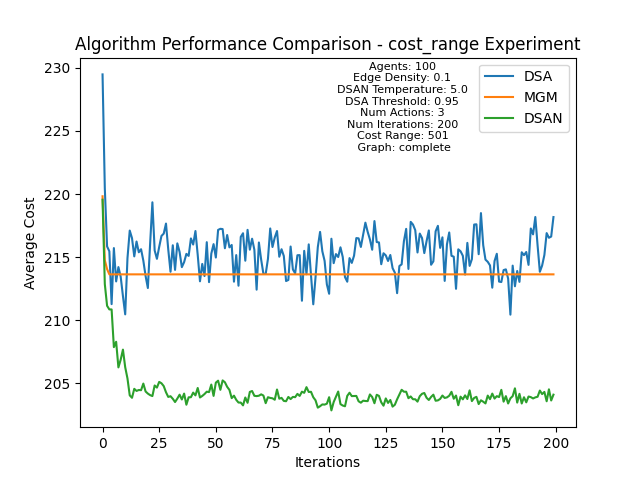 Algorithm Performance Comparison - cost_range Experiment
Agents: 100
Edge Density: 0.1
DSAN Temperature: 5.0
DSA Threshold: 0.95
Num Actions: 3
Num Iterations: 200
Cost Range: 501
Graph: complete
DSA
MGM
DSAN
Average Cost
230
225
220
215
210
205
0
25
50
75
100
125
150
175
200
Iterations